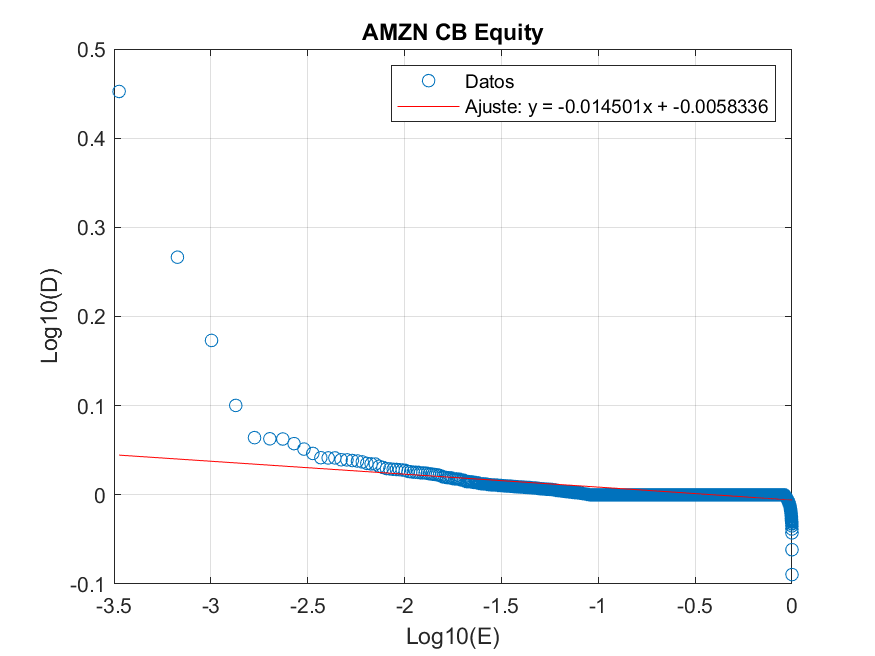 AMZN CB Equity
0.5
0.4
0.3
0.2
0.1
0
-0.1
Log10(D)
Datos
Ajuste: y = -0.014501x + -0.0058336
-3.5 -3 -2.5 -2 -1.5 -1 -0.5 0
Log10(E)